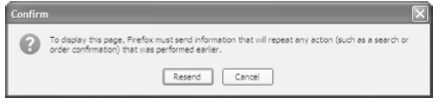 Confirm
To display this page, Firefox must send information that will repeat any action (such as a search or
order confirmation) that was performed earlier.
Resend Cancel